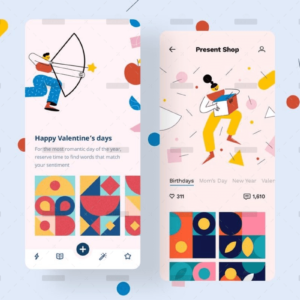 Happy Valentine's days
For the most romantic day of the year,
reserve time to find words that match
your sentiment
Present Shop
Birthdays Mom's Day New Year Valen
311
1,610